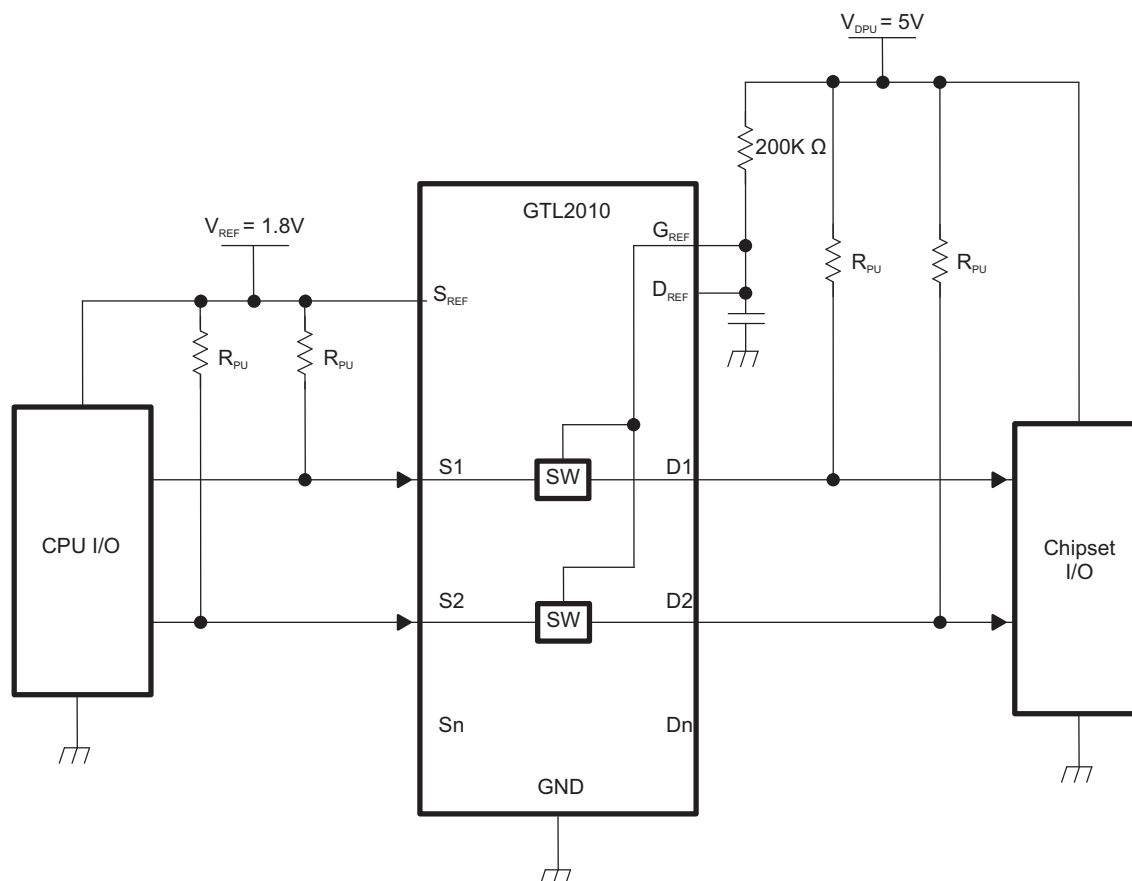 V_DPU = 5V
200K Ω
GTL2010
V_REF = 1.8V
G_REF
R_PU
R_PU
D_REF
S_REF
R_PU
R_PU
S1
SW
D1
CPU I/O
Chipset
I/O
S2
SW
D2
Sn
Dn
GND